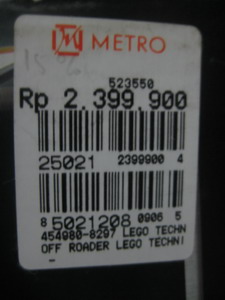 METRO
15%
523550
Rp 2.399.900
25021 2399900 4
8 5021208 0906 5
454980-8297 LEGO TECHN
OFF ROADER LEGO TECHNI
-